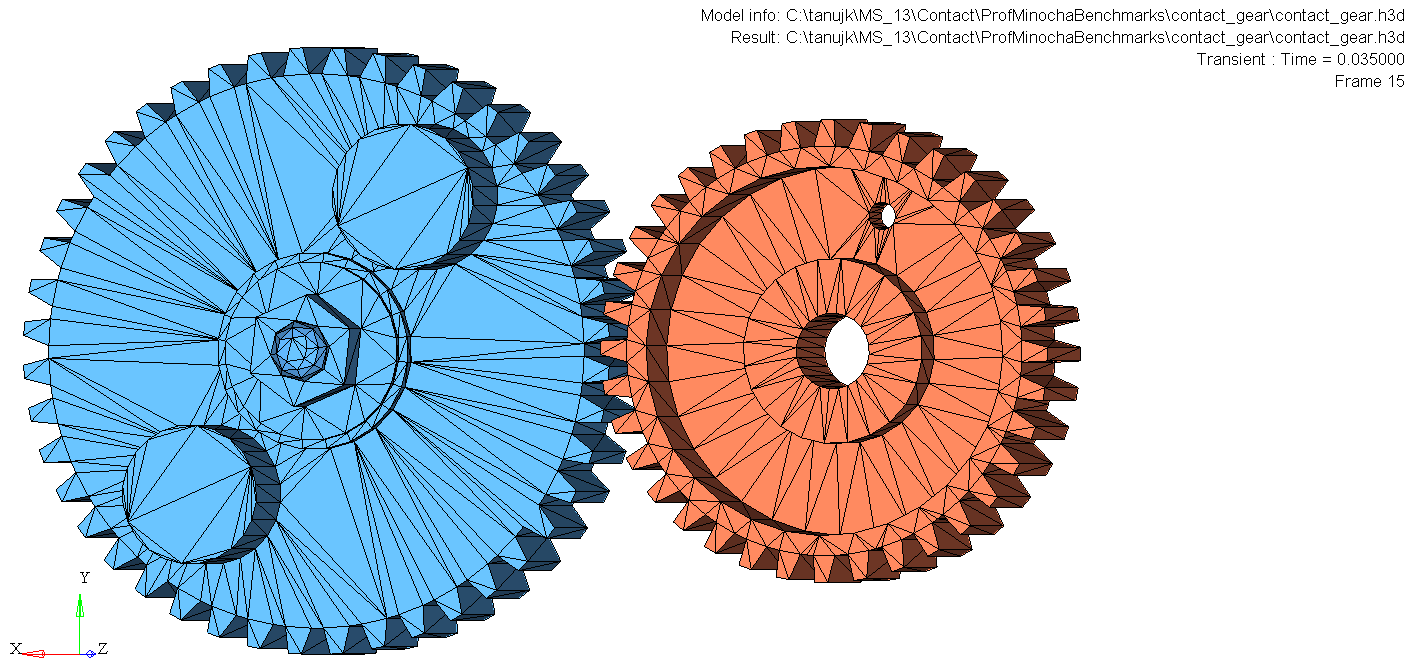 Model info: C:\tanujk\MS_13\Contact\ProfMinochaBenchmarks\contact_gear\contact_gear.h3d
Result: C:\tanujk\MS_13\Contact\ProfMinochaBenchmarks\contact_gear\contact_gear.h3d
Transient : Time = 0.035000
Frame 15
Y
X Z